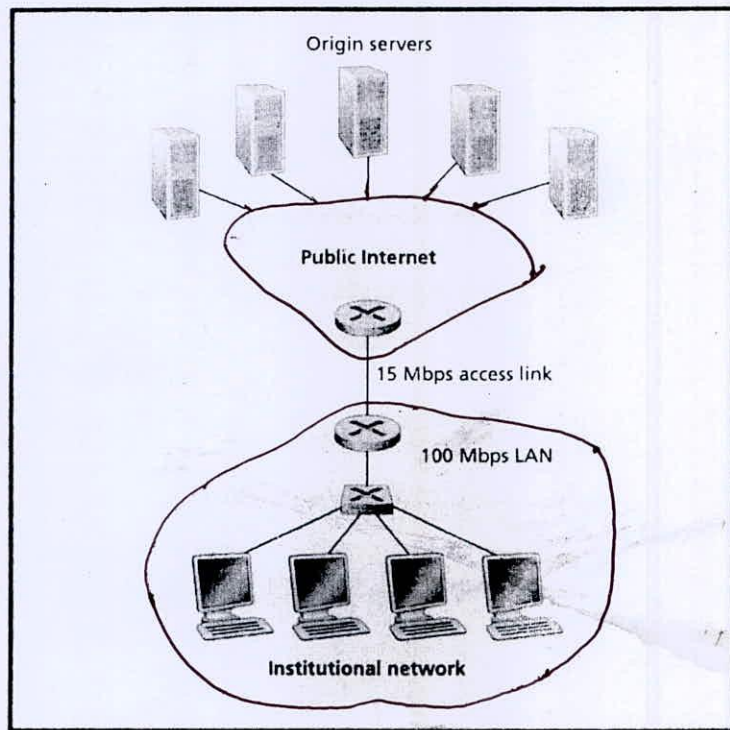 Origin servers
Public Internet
15 Mbps access link
100 Mbps LAN
Institutional network